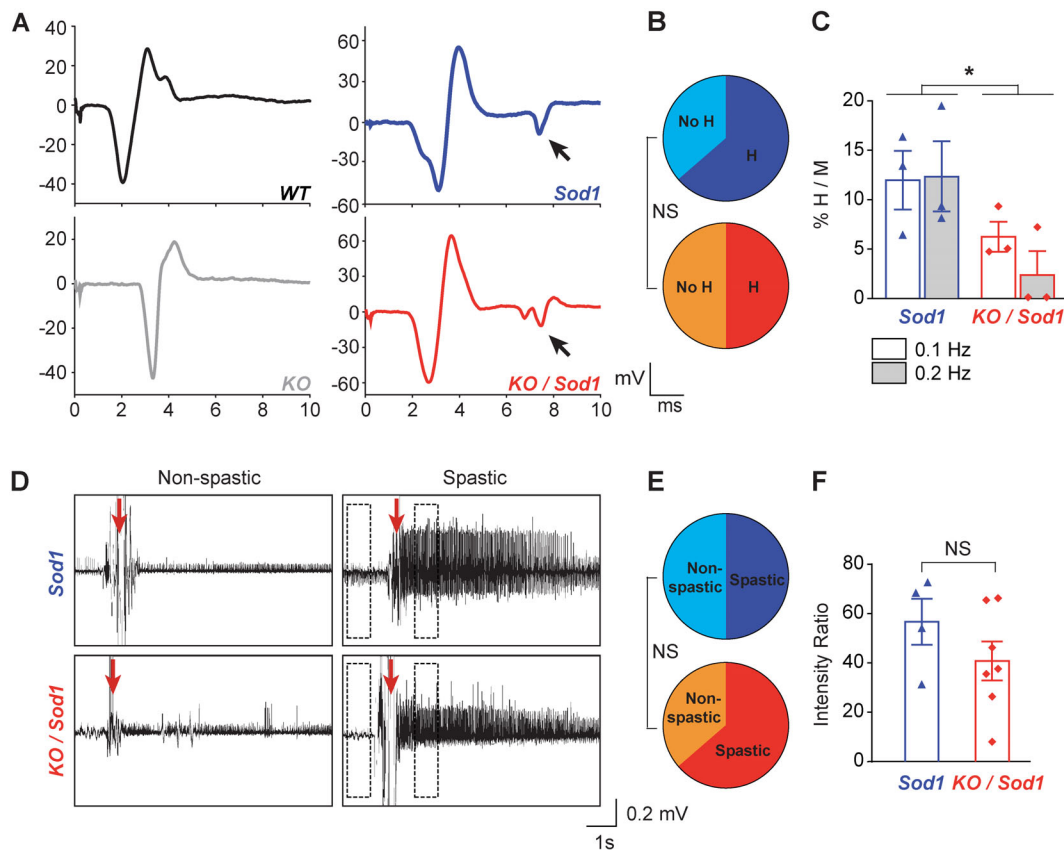 A
B
C
40
20
0
-20
-40
WT
60
30
0
-30
-60
Sod1
20
0
-20
-40
0 2 4 6 8 10
KO
60
30
0
-30
-60
0 2 4 6 8 10
KO / Sod1
No H
H
NS
No H
H
mV
ms
*
% H / M
20
15
10
5
0
Sod1 KO / Sod1
0.1 Hz
0.2 Hz
D
Non-spastic Spastic
Sod1
KO / Sod1
0.2 mV
1s
E
Non-
spastic
Spastic
NS
Non-
spastic
Spastic
F
NS
Intensity Ratio
80
60
40
20
0
Sod1 KO / Sod1